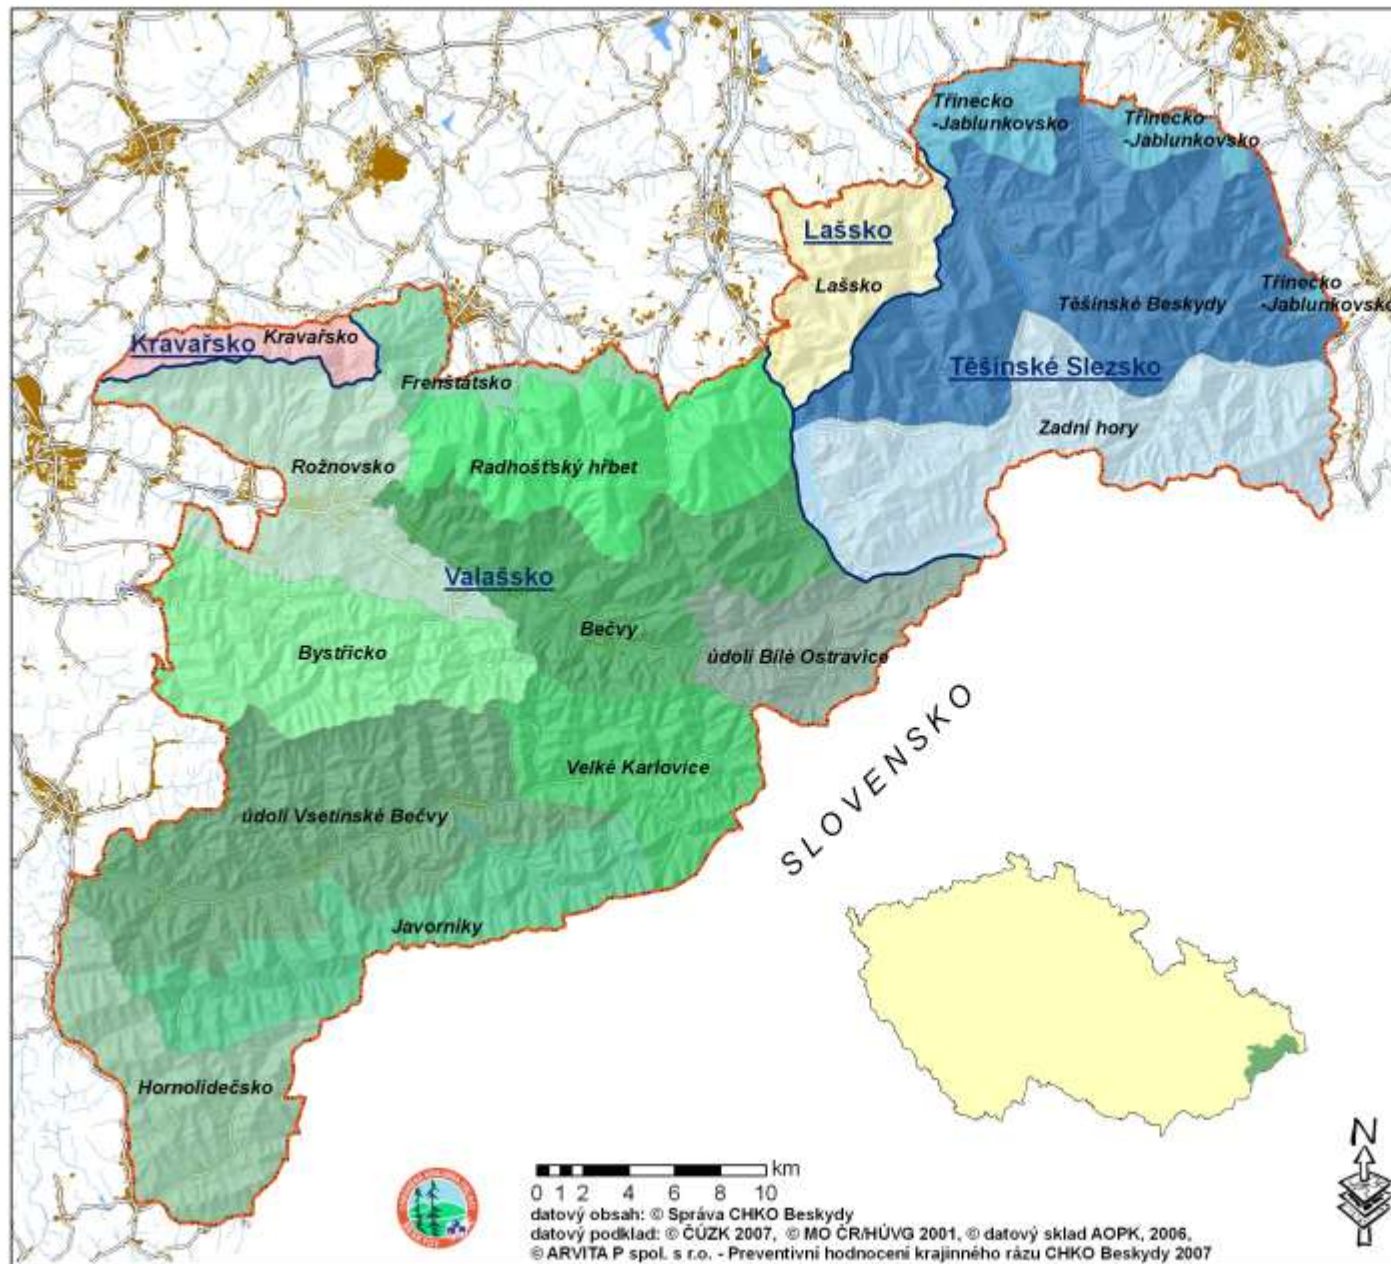 Třinecko
-Jablunkovsko
Třinecko
-Jablunkovsko
Lašsko
Lašsko
Třinecko
-Jablunkovsko
Těšínské Beskydy
Kravařsko
Kravařsko
Těšínské Slezsko
Frenštátsko
Zadní hory
Rožnovsko
Radhošťský hřbet
Valašsko
Bečvy
Bystřicko
údolí Bílé Ostravice
SLOVENSKO
Velké Karlovice
údolí Vsetínské Bečvy
Javorníky
Hornolidečsko
N
km
0 1 2 4 6 8 10
datový obsah: © Správa CHKO Beskydy
datový podklad: © ČÚZK 2007, © MO ČR/HÚVG 2001, © datový sklad AOPK, 2006,
© ARVITA P spol. s r.o. - Preventivní hodnocení krajinného rázu CHKO Beskydy 2007